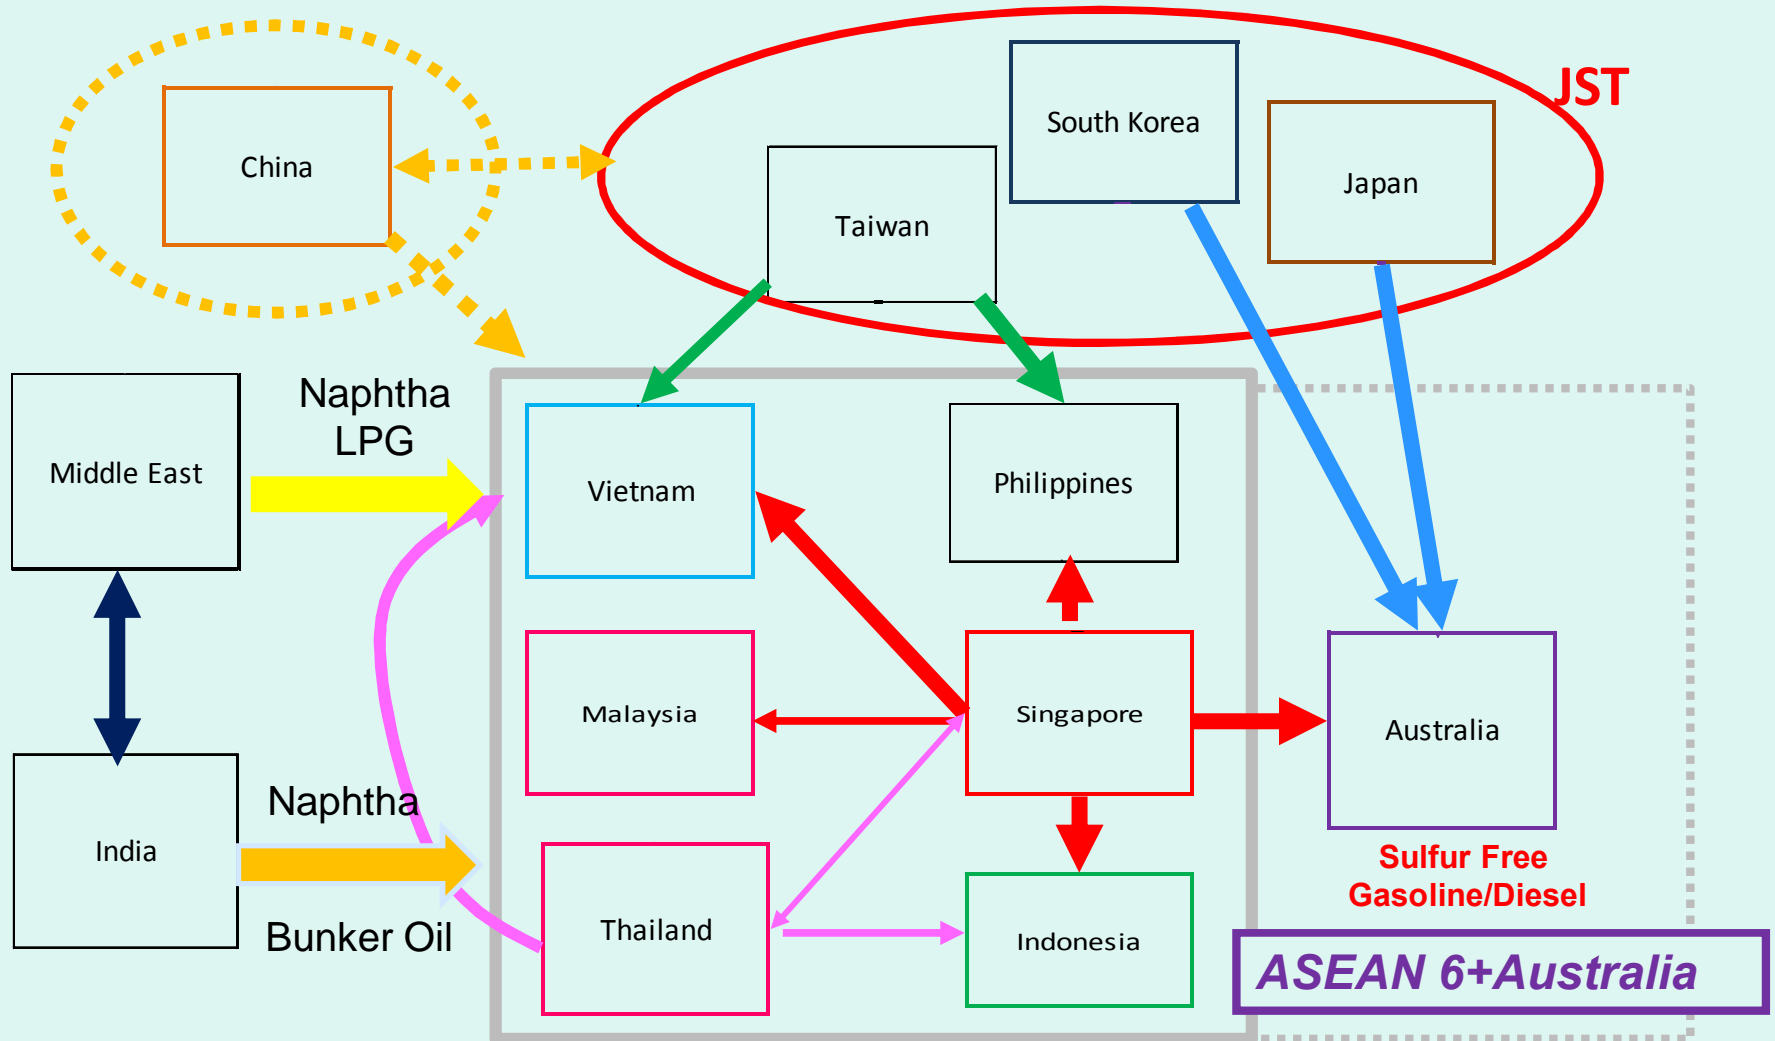 JST
South Korea
China
Japan
Taiwan
Naphtha
LPG
Middle East
Vietnam
Philippines
Malaysia
Singapore
Australia
Naphtha
India
Sulfur Free
Gasoline/Diesel
Bunker Oil
Thailand
Indonesia
ASEAN 6+Australia